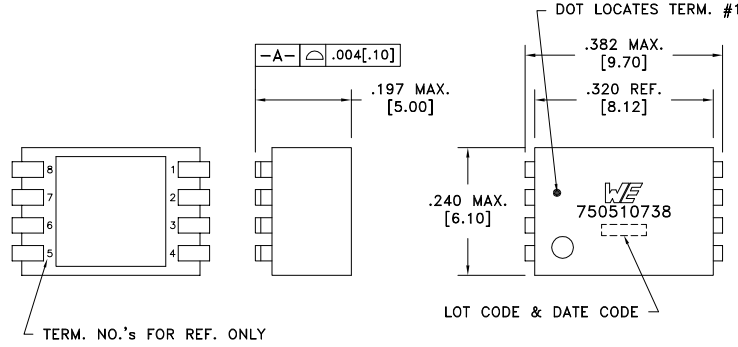 DOT LOCATES TERM. #1
-A- ⌓ .004[.10]
.382 MAX.
[9.70]
.197 MAX.
[5.00]
.320 REF.
[8.12]
8 1
7 2
6 3
5 4
.240 MAX.
[6.10]
WE
750510738
LOT CODE & DATE CODE
TERM. NO.'s FOR REF. ONLY